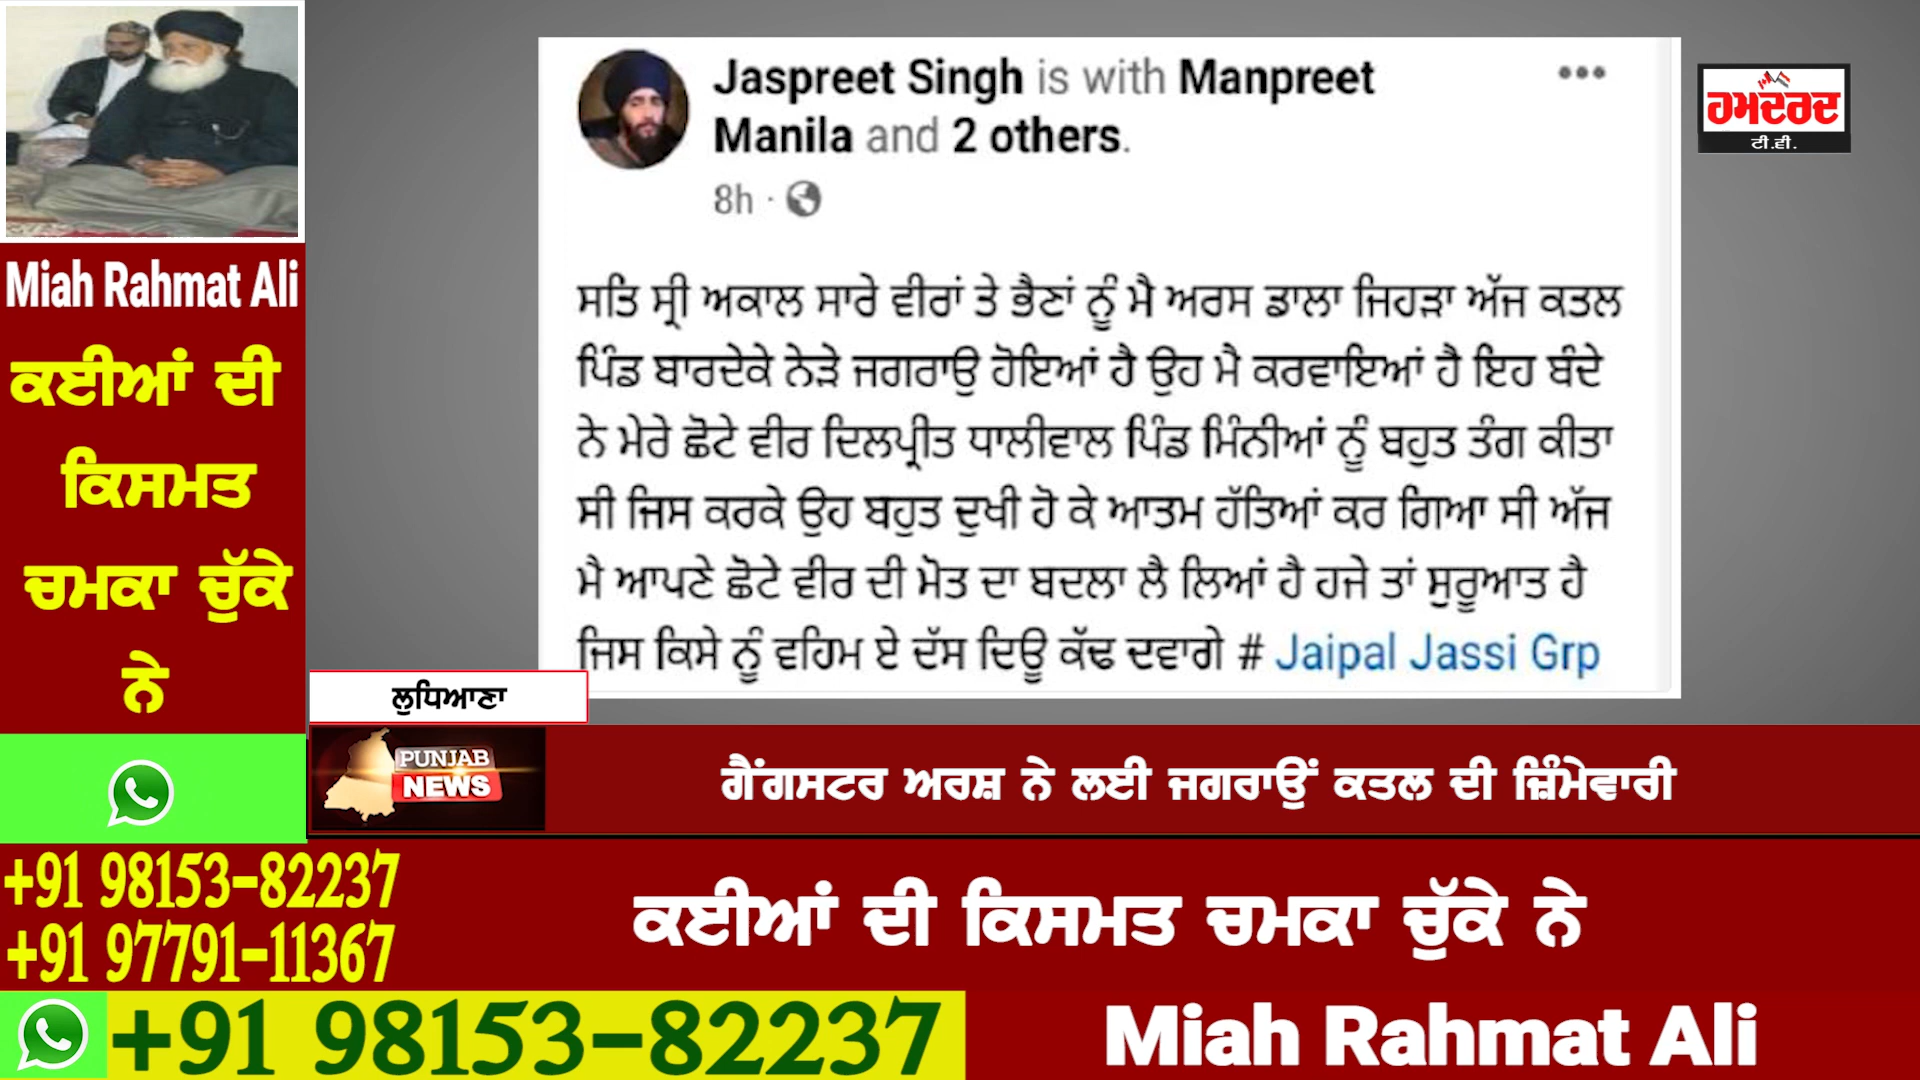 Jaspreet Singh is with Manpreet
Manila and 2 others.
8h ·
ਸਤਿ ਸ੍ਰੀ ਅਕਾਲ ਸਾਰੇ ਵੀਰਾਂ ਤੇ ਭੈਣਾਂ ਨੂੰ ਮੈ ਅਰਸ ਡਾਲਾ ਜਿਹੜਾ ਅੱਜ ਕਤਲ
ਪਿੰਡ ਬਾਰਦੇਕੇ ਨੇੜੇ ਜਗਰਾਉ ਹੋਇਆਂ ਹੈ ਉਹ ਮੈ ਕਰਵਾਇਆਂ ਹੈ ਇਹ ਬੰਦੇ
ਨੇ ਮੇਰੇ ਛੋਟੇ ਵੀਰ ਦਿਲਪ੍ਰੀਤ ਧਾਲੀਵਾਲ ਪਿੰਡ ਮਿੰਨੀਆਂ ਨੂੰ ਬਹੁਤ ਤੰਗ ਕੀਤਾ
ਸੀ ਜਿਸ ਕਰਕੇ ਉਹ ਬਹੁਤ ਦੁਖੀ ਹੋ ਕੇ ਆਤਮ ਹੱਤਿਆਂ ਕਰ ਗਿਆ ਸੀ ਅੱਜ
ਮੈ ਆਪਣੇ ਛੋਟੇ ਵੀਰ ਦੀ ਮੋਤ ਦਾ ਬਦਲਾ ਲੈ ਲਿਆਂ ਹੈ ਹਜੇ ਤਾਂ ਸੁਰੂਆਤ ਹੈ
ਜਿਸ ਕਿਸੇ ਨੂੰ ਵਹਿਮ ਏ ਦੱਸ ਦਿਊ ਕੱਢ ਦਵਾਗੇ # Jaipal Jassi Grp
ਹਮਦਰਦ
ਟੀ.ਵੀ.
Miah Rahmat Ali
ਕਈਆਂ ਦੀ
ਕਿਸਮਤ
ਚਮਕਾ ਚੁੱਕੇ
ਨੇ
ਲੁਧਿਆਣਾ
PUNJAB
NEWS
ਗੈਂਗਸਟਰ ਅਰਸ਼ ਨੇ ਲਈ ਜਗਰਾਉਂ ਕਤਲ ਦੀ ਜ਼ਿੰਮੇਵਾਰੀ
+91 98153-82237
+91 97791-11367
ਕਈਆਂ ਦੀ ਕਿਸਮਤ ਚਮਕਾ ਚੁੱਕੇ ਨੇ
+91 98153-82237
Miah Rahmat Ali